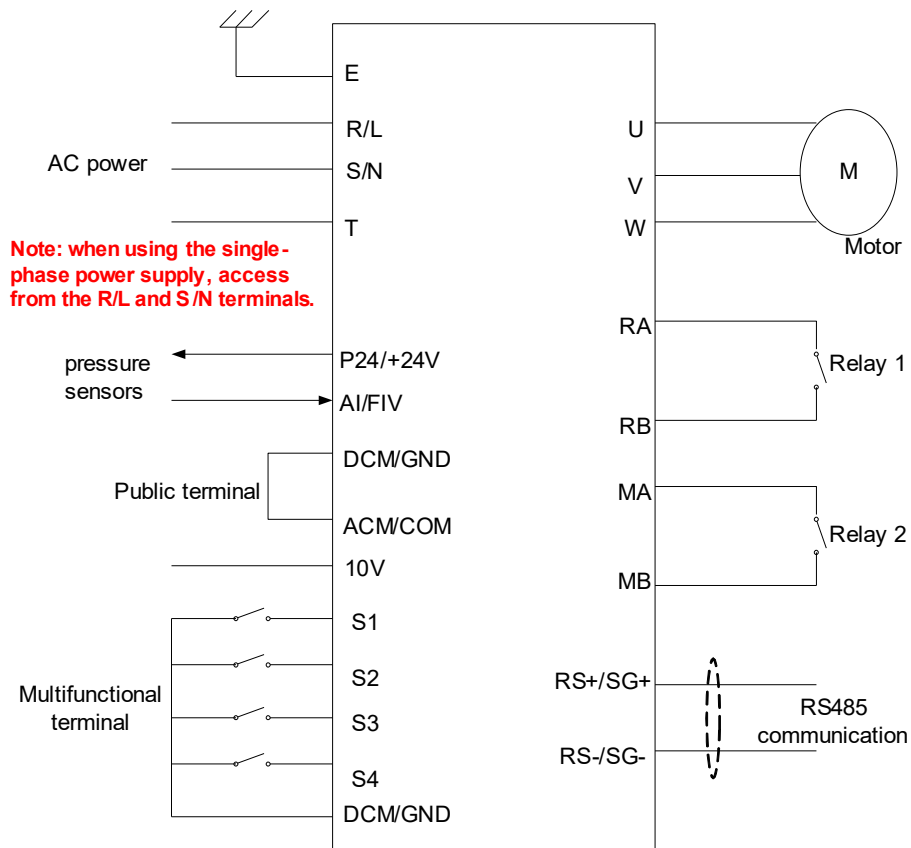 E
R/L
U
AC power
S/N
V
M
T
W
Motor
Note: when using the single-
phase power supply, access
from the R/L and S/N terminals.
RA
pressure
sensors
P24/+24V
Relay 1
AI/FIV
RB
DCM/GND
Public terminal
MA
ACM/COM
Relay 2
10V
MB
S1
S2
RS+/SG+
Multifunctional
terminal
S3
RS485
communication
RS-/SG-
S4
DCM/GND